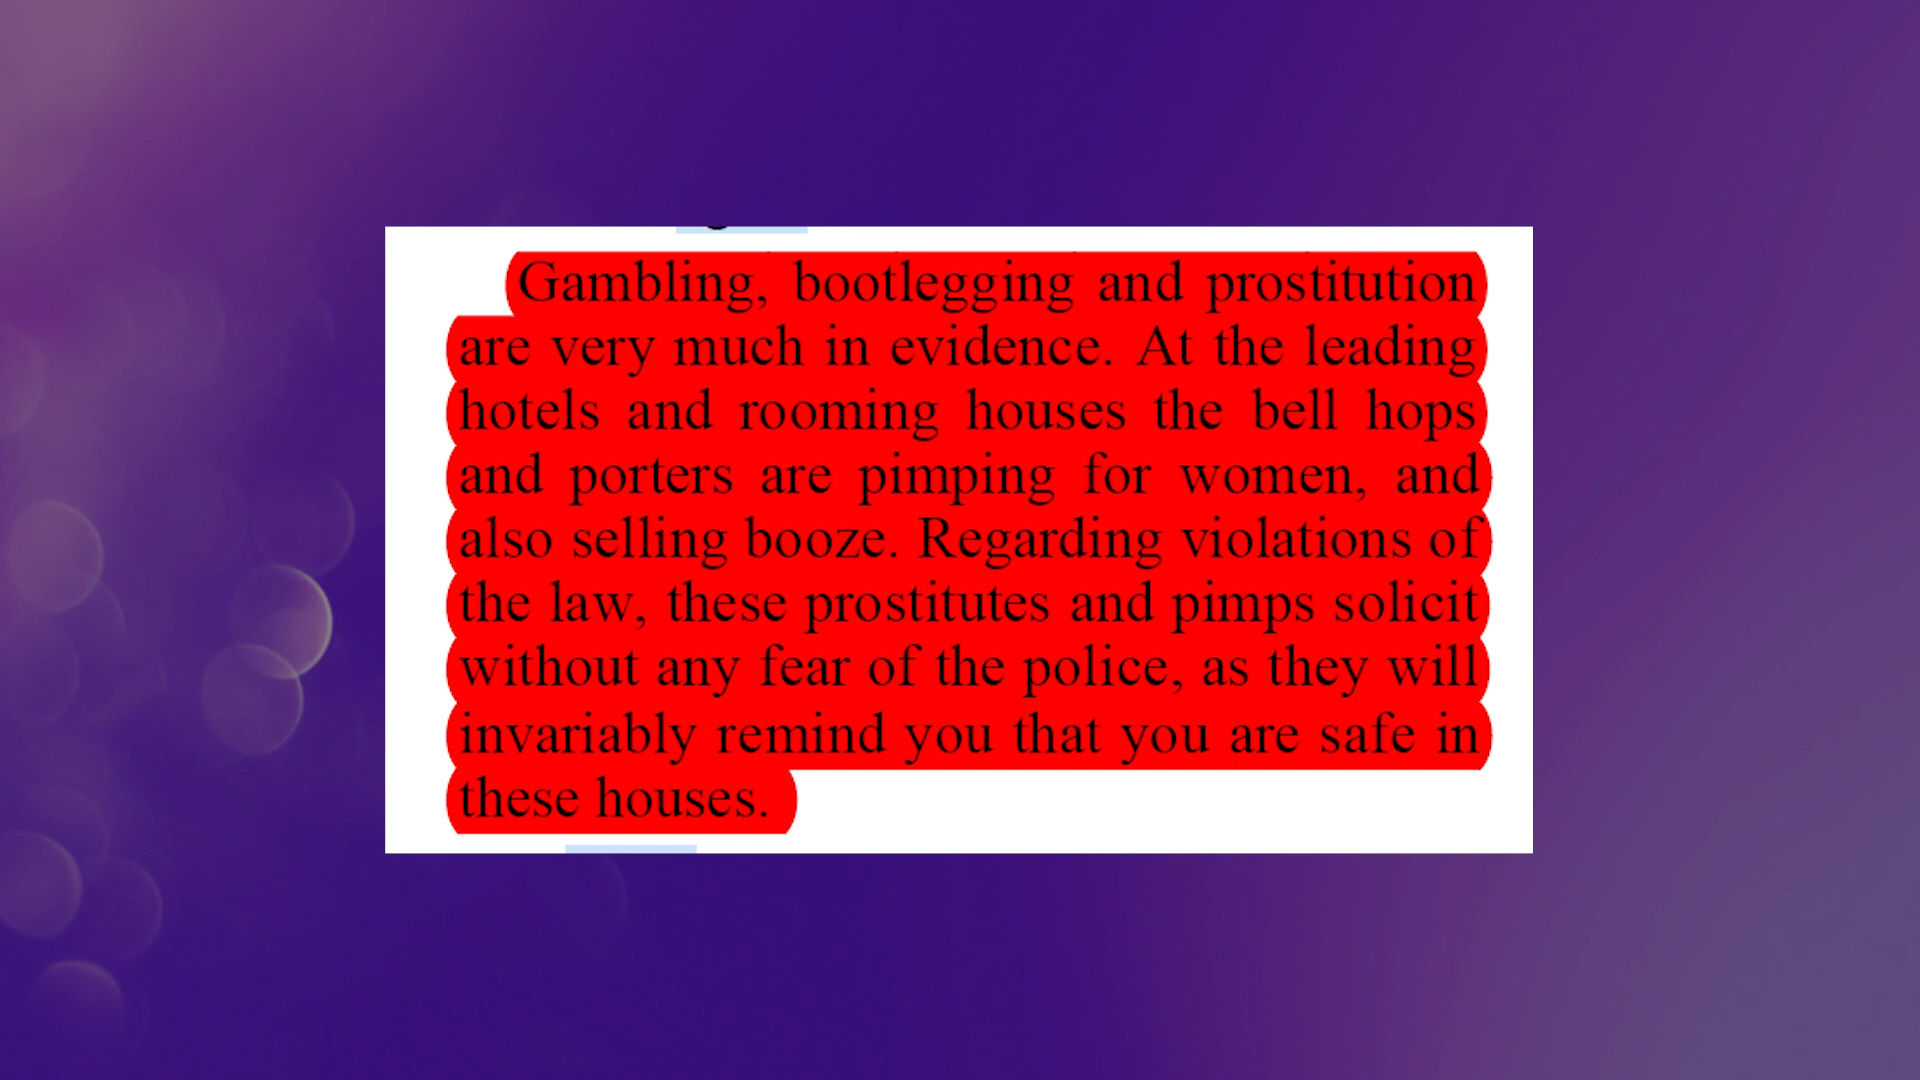 Gambling, bootlegging and prostitution
are very much in evidence. At the leading
hotels and rooming houses the bell hops
and porters are pimping for women, and
also selling booze. Regarding violations of
the law, these prostitutes and pimps solicit
without any fear of the police, as they will
invariably remind you that you are safe in
these houses.